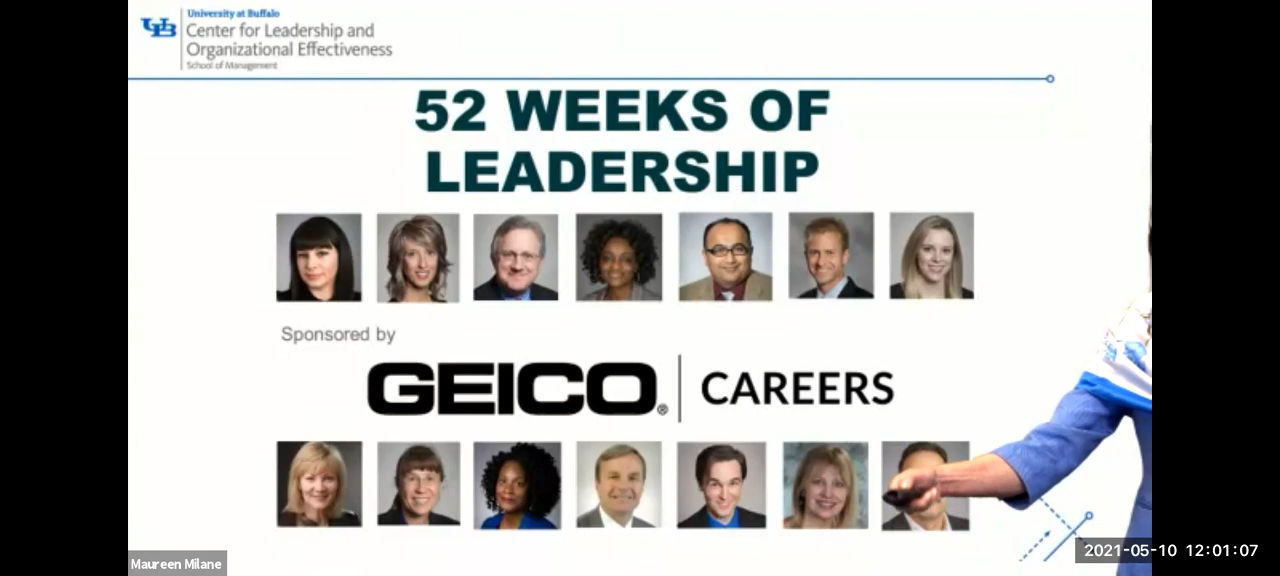 UB
University at Buffalo
Center for Leadership and
Organizational Effectiveness
School of Management
52 WEEKS OF
LEADERSHIP
Sponsored by
GEICO® | CAREERS
Maureen Milane
2021-05-10 12:01:07